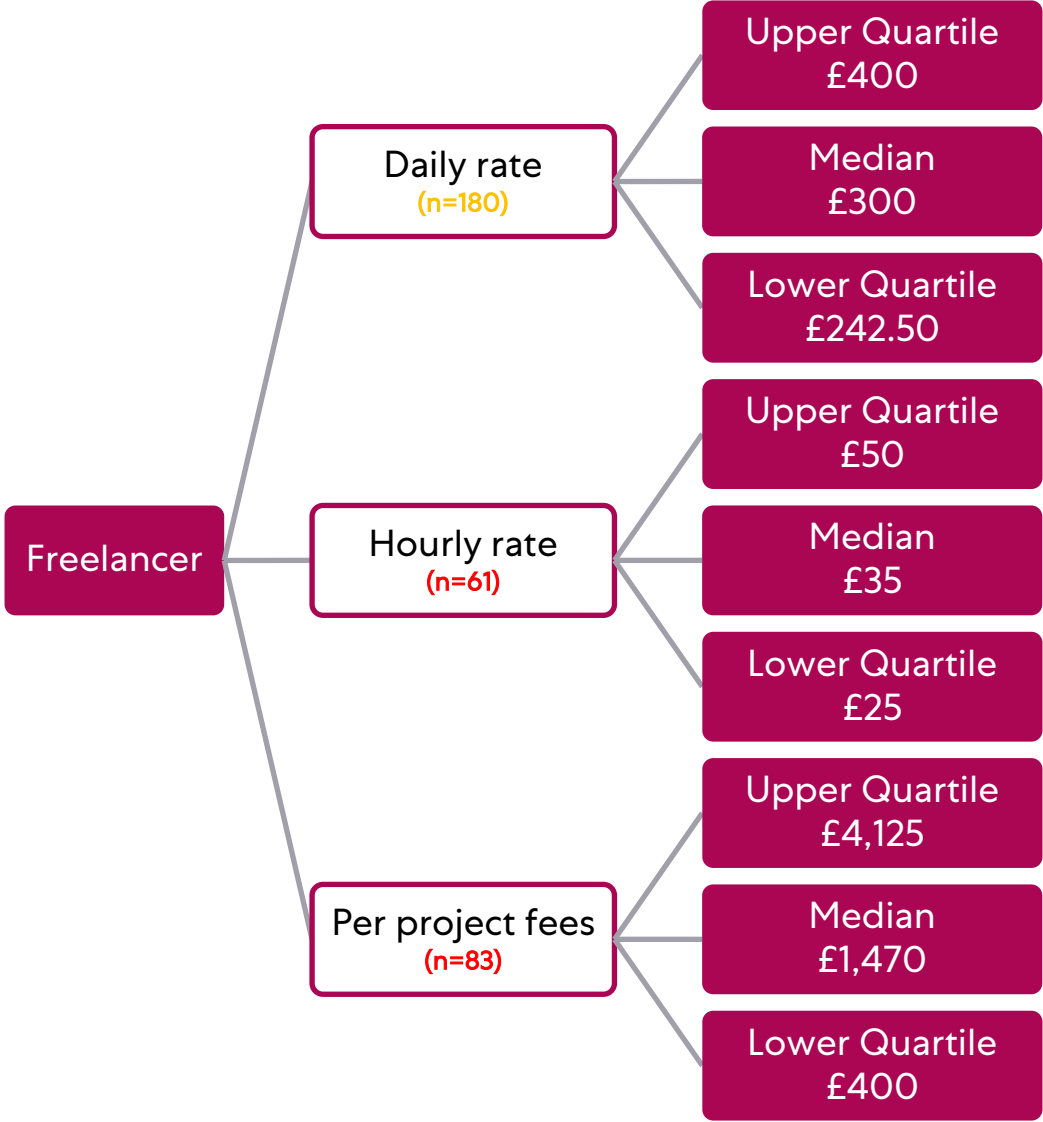 Freelancer
Daily rate
(n=180)
Upper Quartile
£400
Median
£300
Lower Quartile
£242.50
Hourly rate
(n=61)
Upper Quartile
£50
Median
£35
Lower Quartile
£25
Per project fees
(n=83)
Upper Quartile
£4,125
Median
£1,470
Lower Quartile
£400